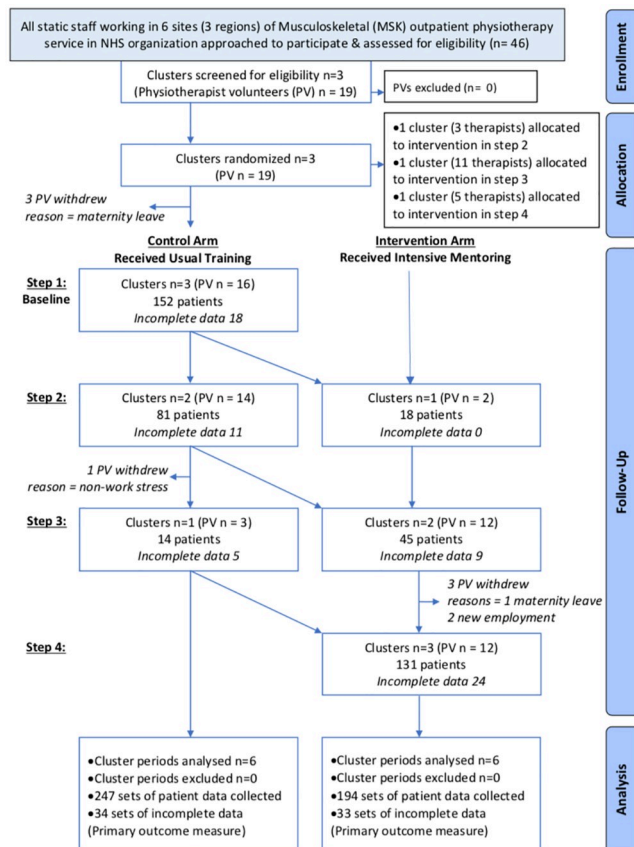 All static staff working in 6 sites (3 regions) of Musculoskeletal (MSK) outpatient physiotherapy
service in NHS organization approached to participate & assessed for eligibility (n= 46)
Enrollment
Clusters screened for eligibility n=3
(Physiotherapist volunteers (PV) n = 19)
PVs excluded (n= 0)
Allocation
Clusters randomized n=3
(PV n = 19)
•1 cluster (3 therapists) allocated
to intervention in step 2
•1 cluster (11 therapists) allocated
to intervention in step 3
•1 cluster (5 therapists) allocated
to intervention in step 4
3 PV withdrew
reason = maternity leave
Control Arm
Received Usual Training
Intervention Arm
Received Intensive Mentoring
Follow-Up
Step 1:
Baseline
Clusters n=3 (PV n = 16)
152 patients
Incomplete data 18
Step 2:
Clusters n=2 (PV n = 14)
81 patients
Incomplete data 11
Clusters n=1 (PV n = 2)
18 patients
Incomplete data 0
1 PV withdrew
reason = non-work stress
Step 3:
Clusters n=1 (PV n = 3)
14 patients
Incomplete data 5
Clusters n=2 (PV n = 12)
45 patients
Incomplete data 9
3 PV withdrew
reasons = 1 maternity leave
2 new employment
Step 4:
Clusters n=3 (PV n = 12)
131 patients
Incomplete data 24
Analysis
•Cluster periods analysed n=6
•Cluster periods excluded n=0
•247 sets of patient data collected
•34 sets of incomplete data
(Primary outcome measure)
•Cluster periods analysed n=6
•Cluster periods excluded n=0
•194 sets of patient data collected
•33 sets of incomplete data
(Primary outcome measure)